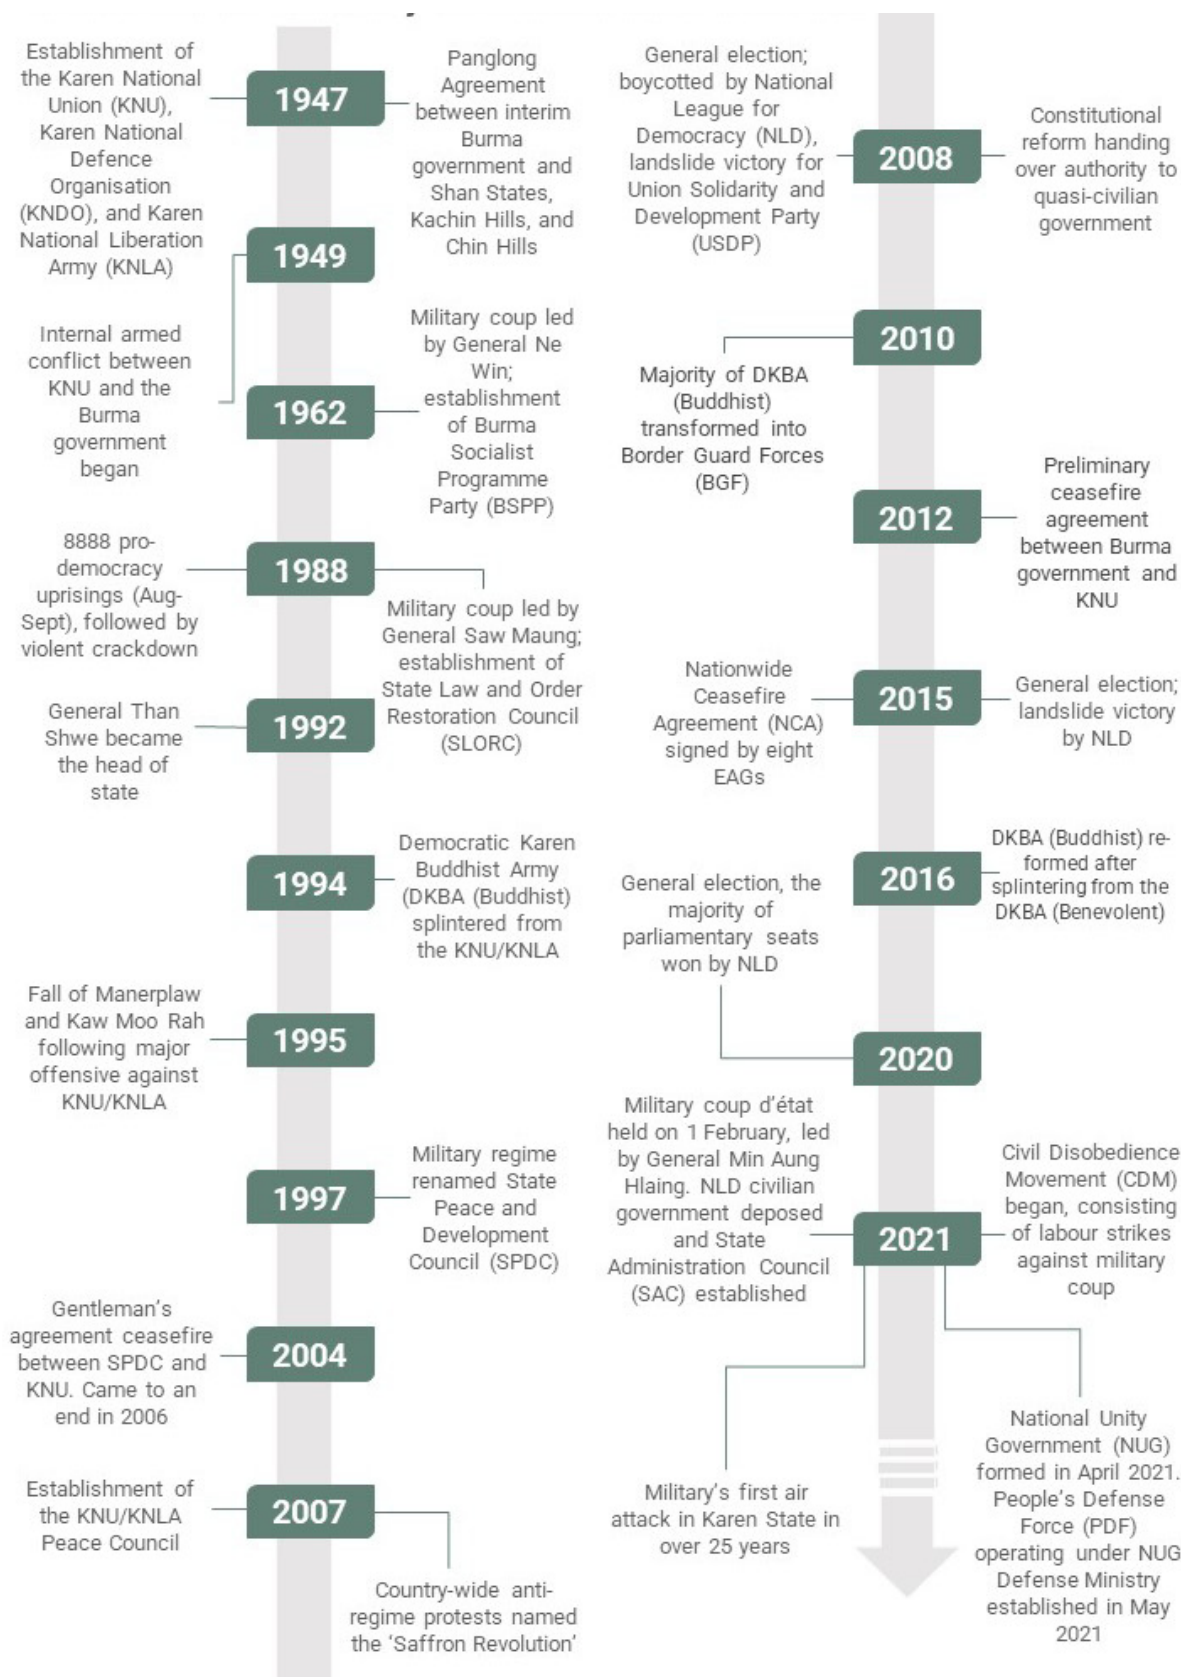 Establishment of
the Karen National
Union (KNU),
Karen National
Defence
Organisation
(KNDO), and Karen
National Liberation
Army (KNLA)
1947
Panglong
Agreement
between interim
Burma
government and
Shan States,
Kachin Hills, and
Chin Hills
1949
Internal armed
conflict between
KNU and the
Burma
government
began
1962
Military coup led
by General Ne
Win;
establishment
of Burma
Socialist
Programme
Party (BSPP)
8888 pro-
democracy
uprisings (Aug-
Sept), followed by
violent crackdown
1988
Military coup led by
General Saw Maung;
establishment of
State Law and Order
Restoration Council
(SLORC)
General Than
Shwe became
the head of
state
1992
1994
Democratic Karen
Buddhist Army
(DKBA (Buddhist)
splintered from
the KNU/KNLA
Fall of Manerplaw
and Kaw Moo Rah
following major
offensive against
KNU/KNLA
1995
1997
Military regime
renamed State
Peace and
Development
Council (SPDC)
Gentleman's
agreement ceasefire
between SPDC and
KNU. Came to an
end in 2006
2004
Establishment of
the KNU/KNLA
Peace Council
2007
Country-wide anti-
regime protests named
the ‘Saffron Revolution’
General election;
boycotted by National
League for
Democracy (NLD),
landslide victory for
Union Solidarity and
Development Party
(USDP)
2008
Constitutional
reform handing
over authority to
quasi-civilian
government
2010
Majority of DKBA
(Buddhist)
transformed into
Border Guard Forces
(BGF)
2012
Preliminary
ceasefire
agreement
between Burma
government and
KNU
Nationwide
Ceasefire
Agreement (NCA)
signed by eight
EAGs
2015
General election;
landslide victory
by NLD
2016
DKBA (Buddhist) re-
formed after
splintering from the
DKBA (Benevolent)
General election, the
majority of
parliamentary seats
won by NLD
2020
Military coup d’état
held on 1 February, led
by General Min Aung
Hlaing. NLD civilian
government deposed
and State
Administration Council
(SAC) established
2021
Civil Disobedience
Movement (CDM)
began, consisting
of labour strikes
against military
coup
Military’s first air
attack in Karen State in
over 25 years
National Unity
Government (NUG)
formed in April 2021.
People’s Defense
Force (PDF)
operating under NUG
Defense Ministry
established in May
2021